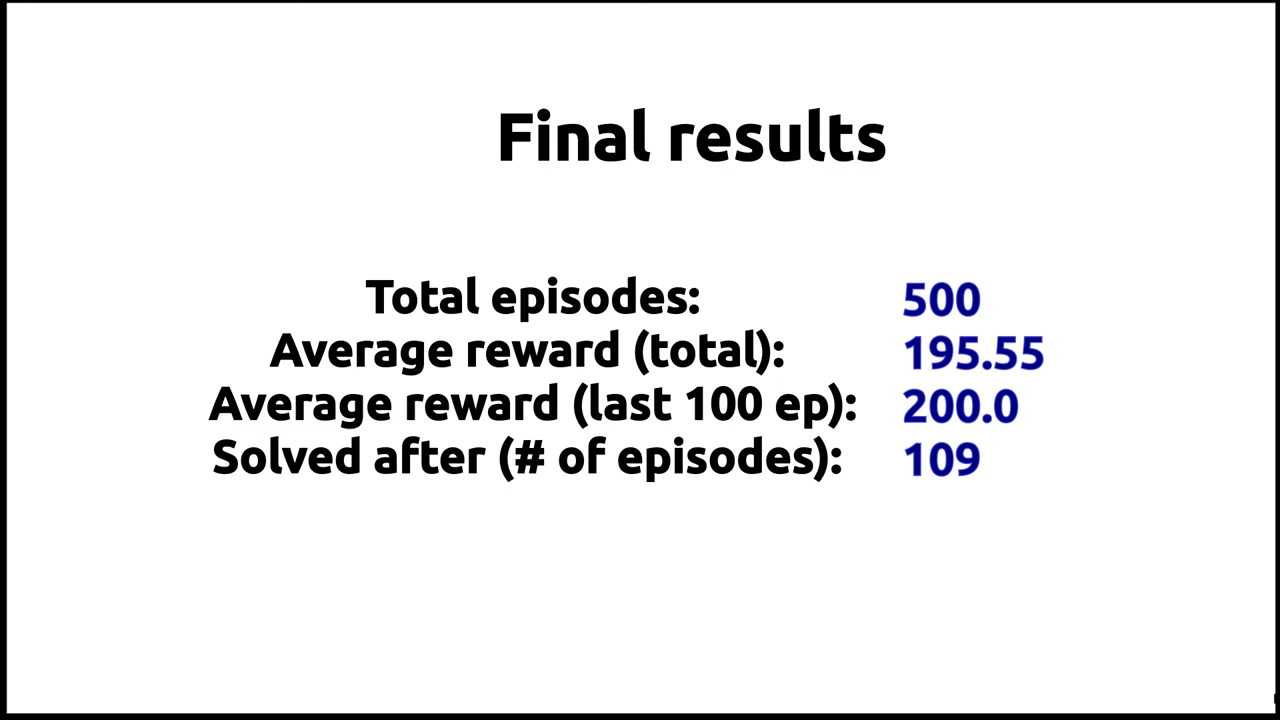 Final results
Total episodes: 500
Average reward (total): 195.55
Average reward (last 100 ep): 200.0
Solved after (# of episodes): 109